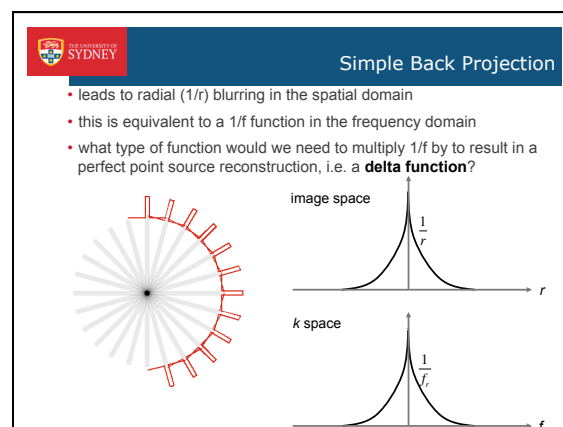 THE UNIVERSITY OF
SYDNEY
Simple Back Projection
• leads to radial (1/r) blurring in the spatial domain
• this is equivalent to a 1/f function in the frequency domain
• what type of function would we need to multiply 1/f by to result in a
perfect point source reconstruction, i.e. a delta function?
image space
1
r
r
k space
1
fr
f